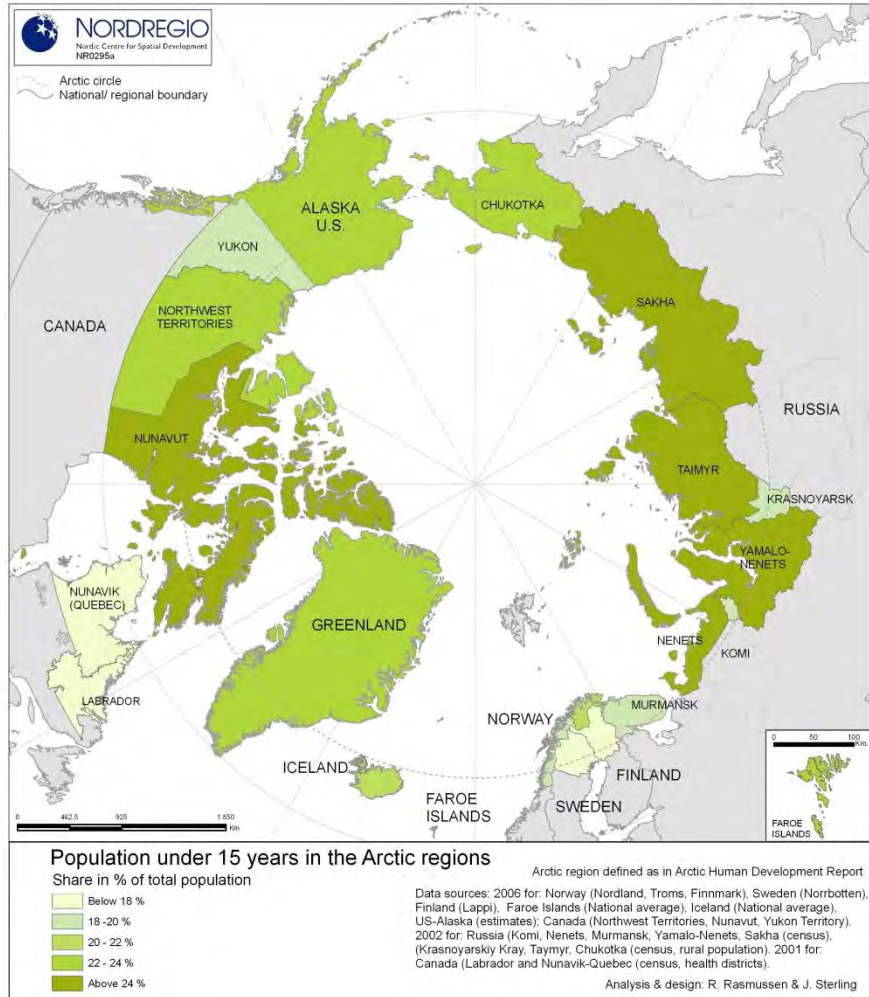 NORDREGIO
Nordic Centre for Spatial Development
NR0295a
Arctic circle
National/ regional boundary
ALASKA
U.S.
CHUKOTKA
YUKON
SAKHA
NORTHWEST
TERRITORIES
CANADA
RUSSIA
NUNAVUT
TAIMYR
KRASNOYARSK
YAMALO-
NENETS
NUNAVIK
(QUEBEC)
GREENLAND
NENETS
KOMI
LABRADOR
MURMANSK
NORWAY
ICELAND
FINLAND
FAROE
ISLANDS
SWEDEN
0 50 100
Km.
FAROE
ISLANDS
0 462,5 925 1 850
Km
Population under 15 years in the Arctic regions
Share in % of total population
Below 18 %
18 -20 %
20 - 22 %
22 - 24 %
Above 24 %
Arctic region defined as in Arctic Human Development Report
Data sources: 2006 for: Norway (Nordland, Troms, Finnmark), Sweden (Norrbotten),
Finland (Lappi), Faroe Islands (National average), Iceland (National average),
US-Alaska (estimates); Canada (Northwest Territories, Nunavut, Yukon Territory).
2002 for: Russia (Komi, Nenets, Murmansk, Yamalo-Nenets, Sakha (census),
(Krasnoyarskiy Kray, Taymyr, Chukotka (census, rural population). 2001 for:
Canada (Labrador and Nunavik-Quebec (census, health districts).
Analysis & design: R. Rasmussen & J. Sterling